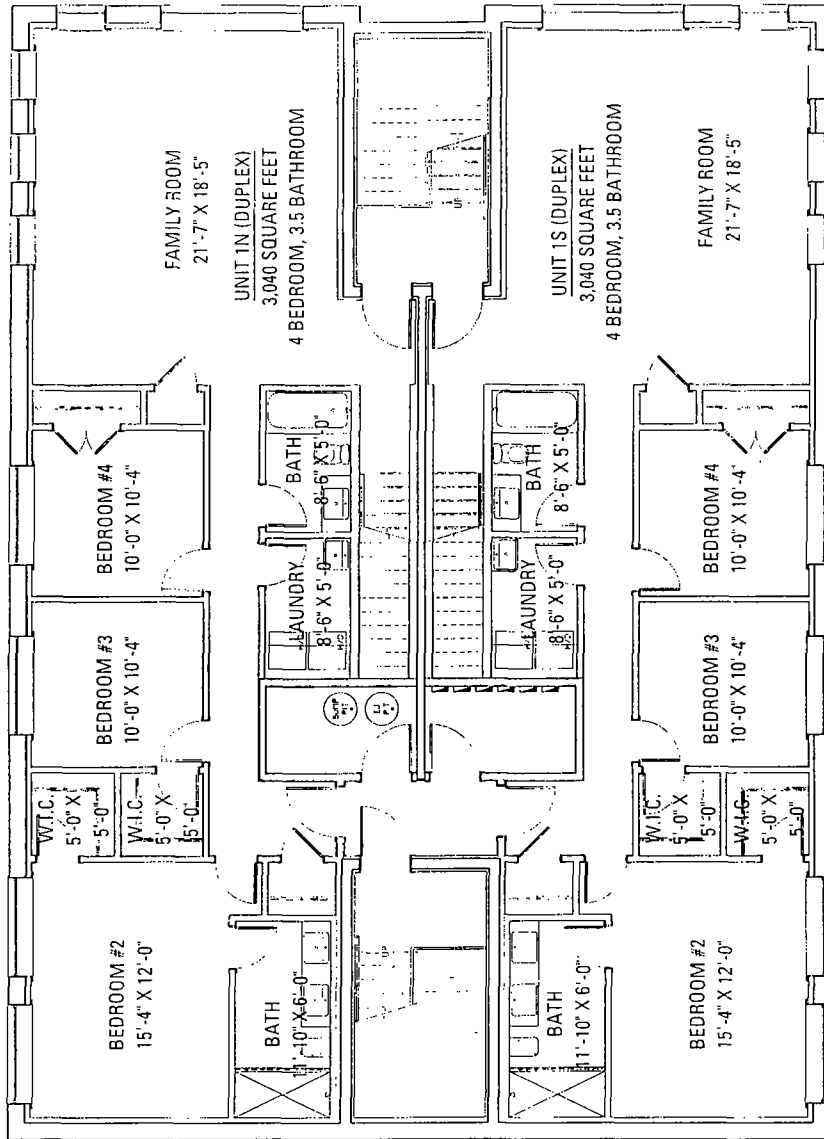 BEDROOM #2
15'-4" X 12'-0"
BATH
11'-10" X 6'-0"
W.I.C.
5'-0" X
5'-0"
W.I.C.
5'-0" X
5'-0"
BEDROOM #3
10'-0" X 10'-4"
BEDROOM #4
10'-0" X 10'-4"
SUMP
PIT
LAUNDRY
8'-6" X 5'-0"
BATH
8'-6" X 5'-0"
FAMILY ROOM
21'-7" X 18'-5"
UNIT 1N (DUPLEX)
3,040 SQUARE FEET
4 BEDROOM, 3.5 BATHROOM
UP
UP
BATH
11'-10" X 6'-0"
BEDROOM #2
15'-4" X 12'-0"
W.I.C.
5'-0" X
5'-0"
W.I.C.
5'-0" X
5'-0"
BEDROOM #3
10'-0" X 10'-4"
LAUNDRY
8'-6" X 5'-0"
BATH
8'-6" X 5'-0"
BEDROOM #4
10'-0" X 10'-4"
UNIT 1S (DUPLEX)
3,040 SQUARE FEET
4 BEDROOM, 3.5 BATHROOM
FAMILY ROOM
21'-7" X 18'-5"